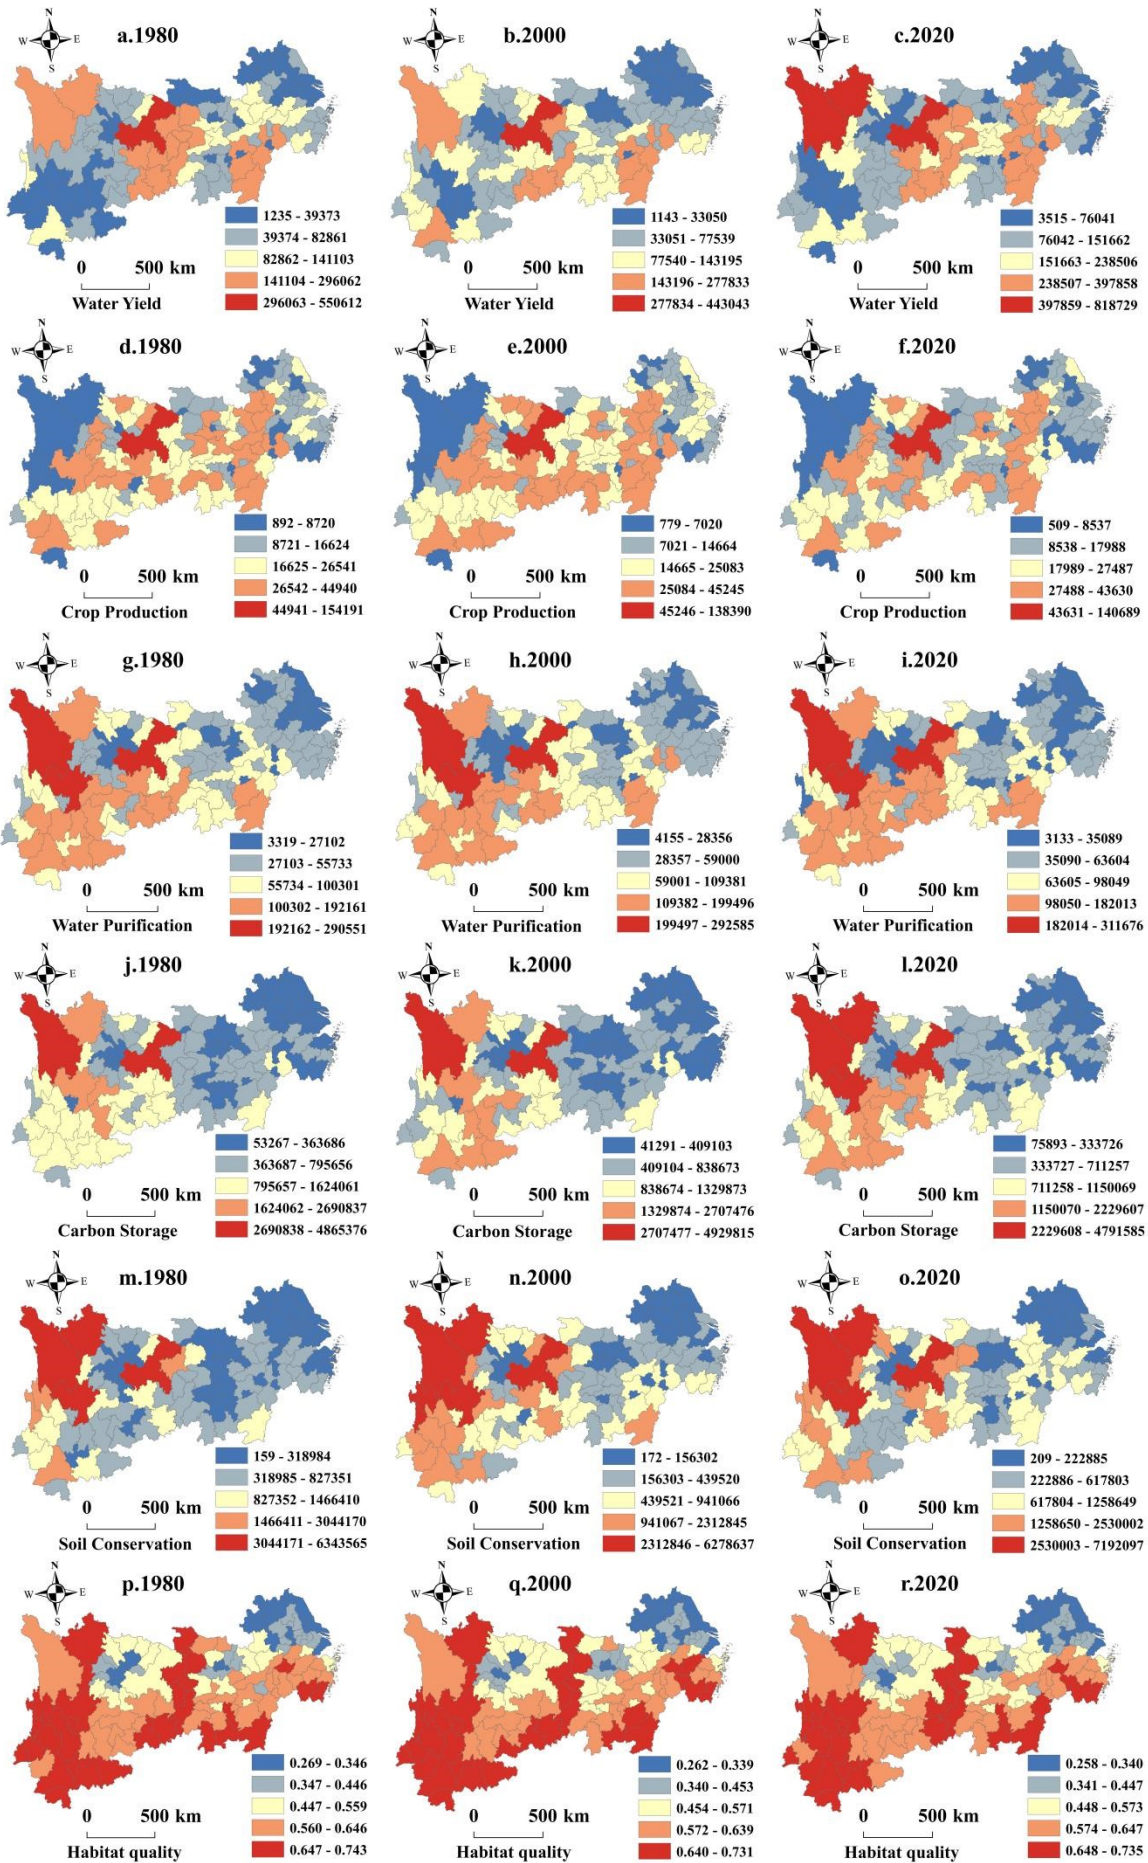 a.1980
N
W E
S
1235 - 39373
39374 - 82861
82862 - 141103
141104 - 296062
296063 - 550612
0 500 km
Water Yield
b.2000
N
W E
S
1143 - 33050
33051 - 77539
77540 - 143195
143196 - 277833
277834 - 443043
0 500 km
Water Yield
c.2020
N
W E
S
3515 - 76041
76042 - 151662
151663 - 238506
238507 - 397858
397859 - 818729
0 500 km
Water Yield
d.1980
N
W E
S
892 - 8720
8721 - 16624
16625 - 26541
26542 - 44940
44941 - 154191
0 500 km
Crop Production
e.2000
N
W E
S
779 - 7020
7021 - 14664
14665 - 25083
25084 - 45245
45246 - 138390
0 500 km
Crop Production
f.2020
N
W E
S
509 - 8537
8538 - 17988
17989 - 27487
27488 - 43630
43631 - 140689
0 500 km
Crop Production
g.1980
N
W E
S
3319 - 27102
27103 - 55733
55734 - 100301
100302 - 192161
192162 - 290551
0 500 km
Water Purification
h.2000
N
W E
S
4155 - 28356
28357 - 59000
59001 - 109381
109382 - 199496
199497 - 292585
0 500 km
Water Purification
i.2020
N
W E
S
3133 - 35089
35090 - 63604
63605 - 98049
98050 - 182013
182014 - 311676
0 500 km
Water Purification
j.1980
N
W E
S
53267 - 363686
363687 - 795656
795657 - 1624061
1624062 - 2690837
2690838 - 4865376
0 500 km
Carbon Storage
k.2000
N
W E
S
41291 - 409103
409104 - 838673
838674 - 1329873
1329874 - 2707476
2707477 - 4929815
0 500 km
Carbon Storage
l.2020
N
W E
S
75893 - 333726
333727 - 711257
711258 - 1150069
1150070 - 2229607
2229608 - 4791585
0 500 km
Carbon Storage
m.1980
N
W E
S
159 - 318984
318985 - 827351
827352 - 1466410
1466411 - 3044170
3044171 - 6343565
0 500 km
Soil Conservation
n.2000
N
W E
S
172 - 156302
156303 - 439520
439521 - 941066
941067 - 2312845
2312846 - 6278637
0 500 km
Soil Conservation
o.2020
N
W E
S
209 - 222885
222886 - 617803
617804 - 1258649
1258650 - 2530002
2530003 - 7192097
0 500 km
Soil Conservation
p.1980
N
W E
S
0.269 - 0.346
0.347 - 0.446
0.447 - 0.559
0.560 - 0.646
0.647 - 0.743
0 500 km
Habitat quality
q.2000
N
W E
S
0.262 - 0.339
0.340 - 0.453
0.454 - 0.571
0.572 - 0.639
0.640 - 0.731
0 500 km
Habitat quality
r.2020
N
W E
S
0.258 - 0.340
0.341 - 0.447
0.448 - 0.573
0.574 - 0.647
0.648 - 0.735
0 500 km
Habitat quality